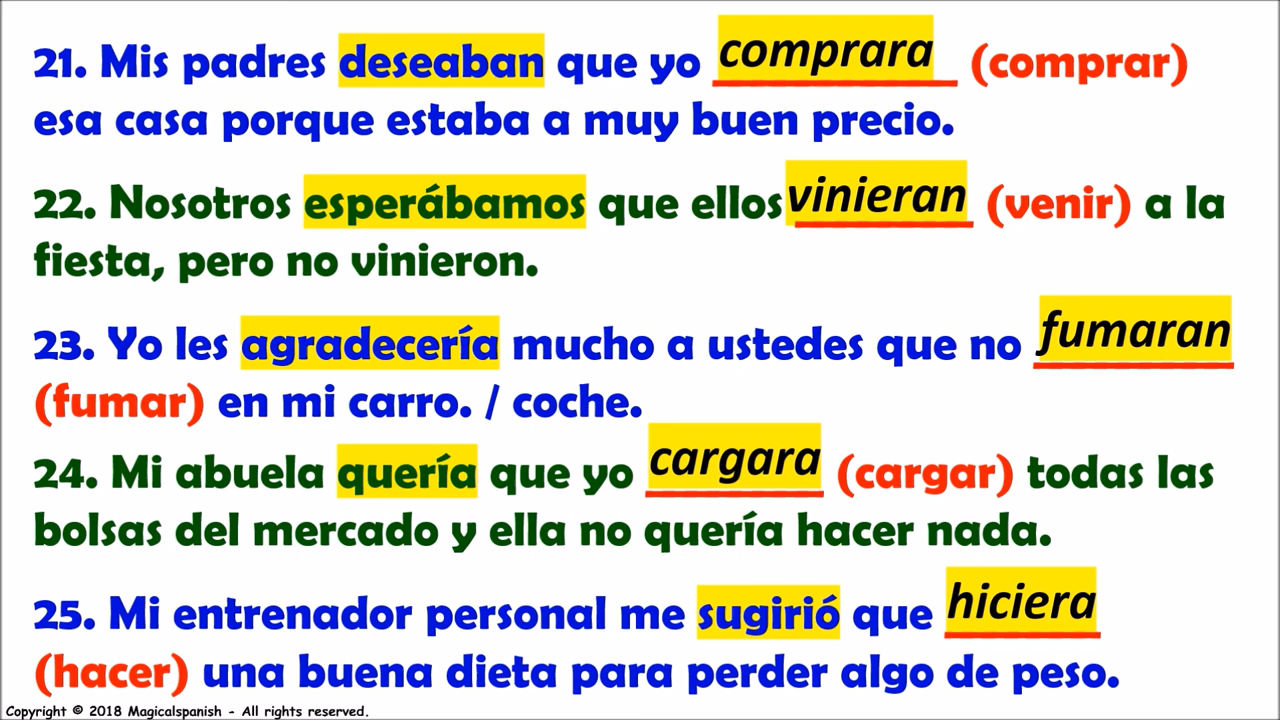 21. Mis padres deseaban que yo comprara (comprar)
esa casa porque estaba a muy buen precio.
22. Nosotros esperábamos que ellos vinieran (venir) a la
fiesta, pero no vinieron.
23. Yo les agradecería mucho a ustedes que no fumaran
(fumar) en mi carro. / coche.
24. Mi abuela quería que yo cargara (cargar) todas las
bolsas del mercado y ella no quería hacer nada.
25. Mi entrenador personal me sugirió que hiciera
(hacer) una buena dieta para perder algo de peso.
Copyright © 2018 Magicalspanish - All rights reserved.